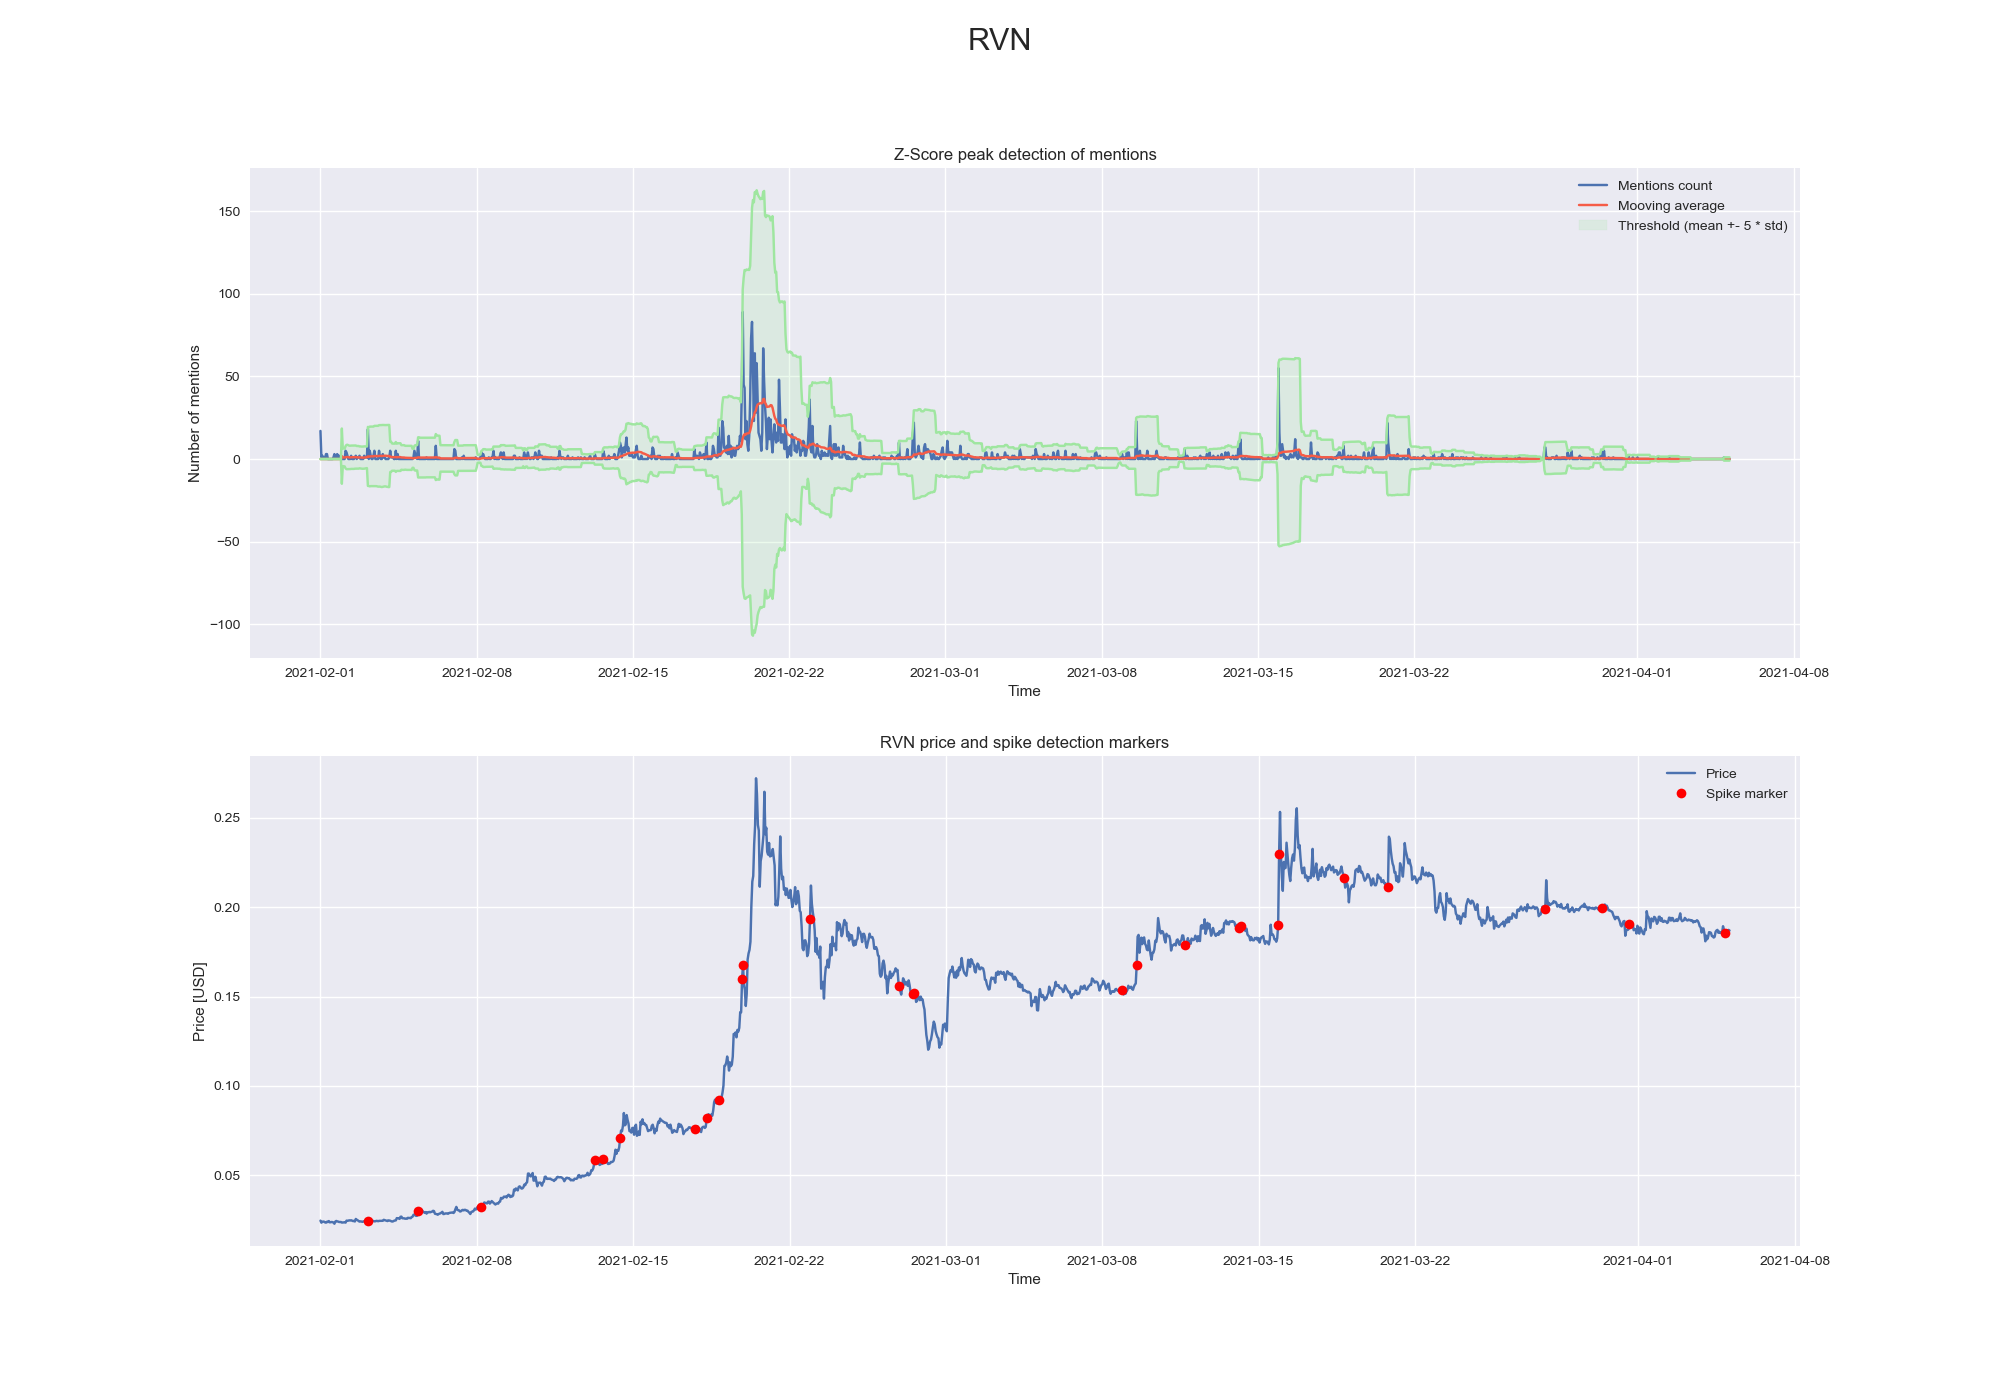 RVN
Z-Score peak detection of mentions
Mentions count
Mooving average
Threshold (mean +- 5 * std)
Number of mentions
150
100
50
0
−50
−100
2021-02-01 2021-02-08 2021-02-15 2021-02-22 2021-03-01 2021-03-08 2021-03-15 2021-03-22 2021-04-01 2021-04-08
Time
RVN price and spike detection markers
Price
Spike marker
Price [USD]
0.25
0.20
0.15
0.10
0.05
2021-02-01 2021-02-08 2021-02-15 2021-02-22 2021-03-01 2021-03-08 2021-03-15 2021-03-22 2021-04-01 2021-04-08
Time